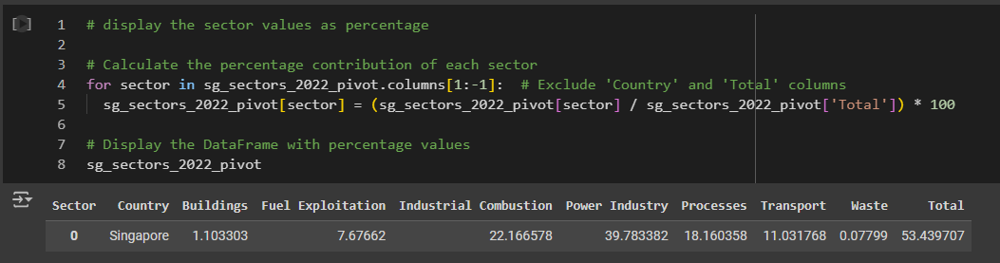 [ ] 1 # display the sector values as percentage
2
3 # Calculate the percentage contribution of each sector
4 for sector in sg_sectors_2022_pivot.columns[1:-1]:  # Exclude 'Country' and 'Total' columns
5   sg_sectors_2022_pivot[sector] = (sg_sectors_2022_pivot[sector] / sg_sectors_2022_pivot['Total']) * 100
6
7 # Display the DataFrame with percentage values
8 sg_sectors_2022_pivot
Sector Country Buildings Fuel Exploitation Industrial Combustion Power Industry Processes Transport Waste Total
0 Singapore 1.103303 7.67662 22.166578 39.783382 18.160358 11.031768 0.07799 53.439707